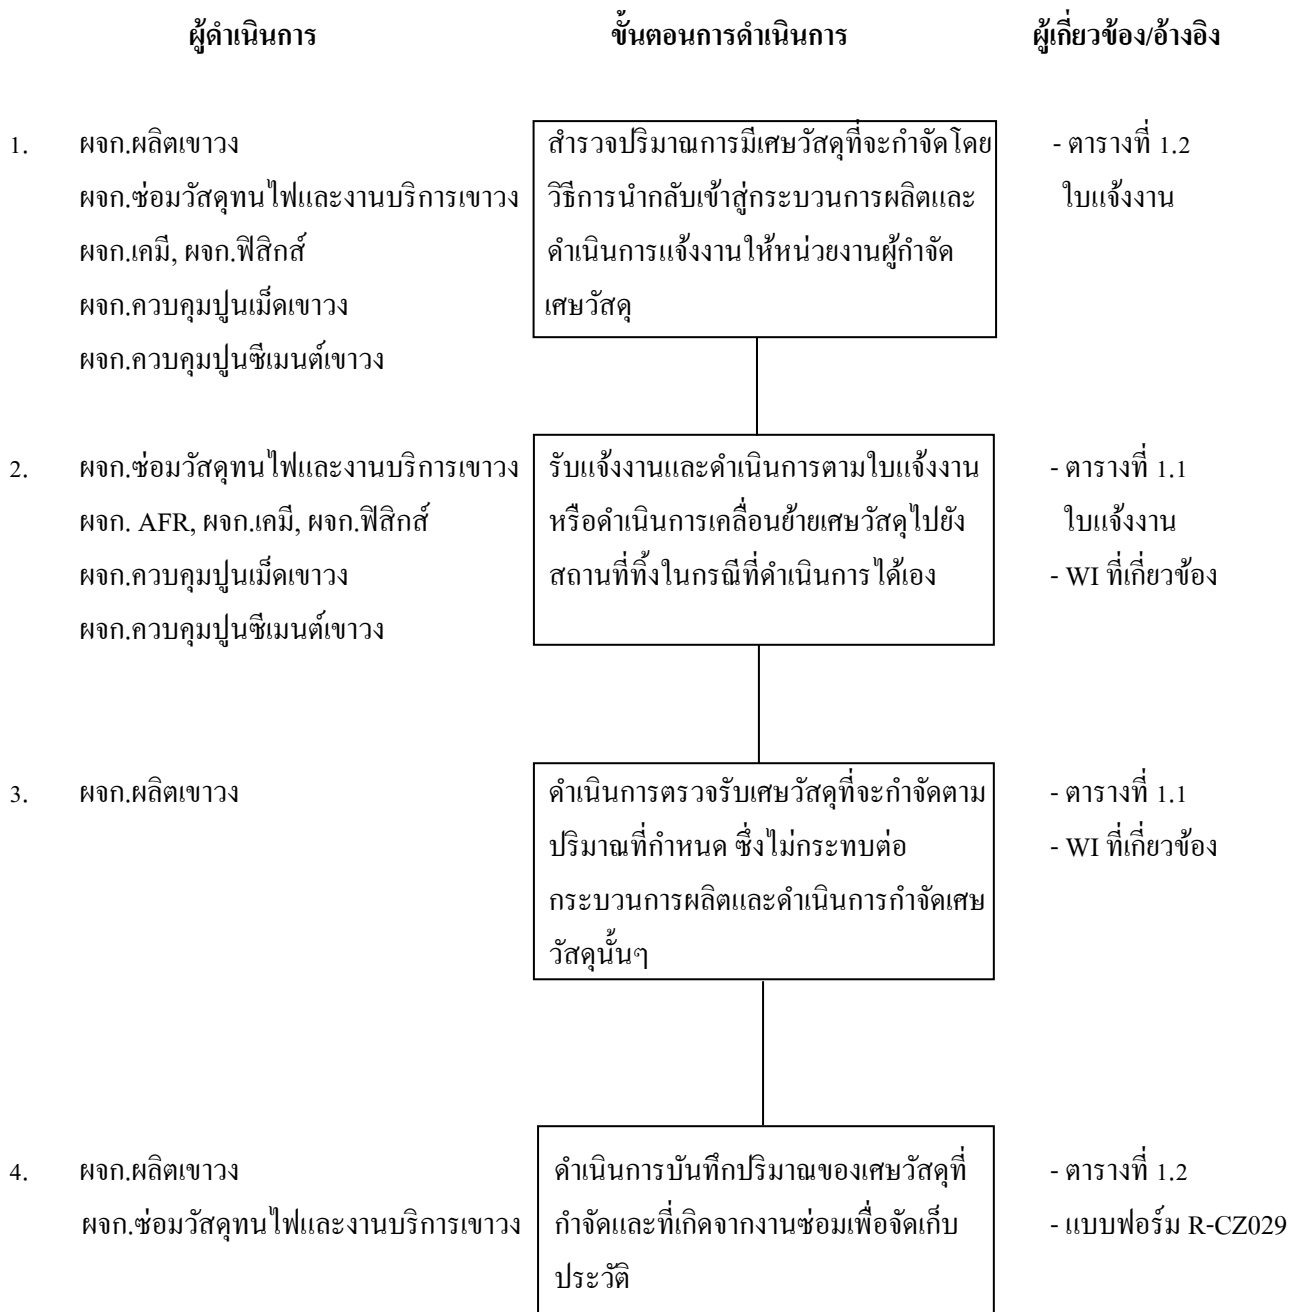 ผู้ดำเนินการ ขั้นตอนการดำเนินการ ผู้เกี่ยวข้อง/อ้างอิง
1. ผจก.ผลิตเขาวง สำรวจปริมาณการมีเศษวัสดุที่จะกำจัดโดย - ตารางที่ 1.2
ผจก.ซ่อมวัสดุทนไฟและงานบริการเขาวง วิธีการนำกลับเข้าสู่กระบวนการผลิตและ ใบแจ้งงาน
ผจก.เคมี, ผจก.ฟิสิกส์ ดำเนินการแจ้งงานให้หน่วยงานผู้กำจัด
ผจก.ควบคุมปูนเม็ดเขาวง เศษวัสดุ
ผจก.ควบคุมปูนซีเมนต์เขาวง
2. ผจก.ซ่อมวัสดุทนไฟและงานบริการเขาวง รับแจ้งงานและดำเนินการตามใบแจ้งงาน - ตารางที่ 1.1
ผจก. AFR, ผจก.เคมี, ผจก.ฟิสิกส์ หรือดำเนินการเคลื่อนย้ายเศษวัสดุไปยัง ใบแจ้งงาน
ผจก.ควบคุมปูนเม็ดเขาวง สถานที่ทิ้งในกรณีที่ดำเนินการได้เอง - WI ที่เกี่ยวข้อง
ผจก.ควบคุมปูนซีเมนต์เขาวง
3. ผจก.ผลิตเขาวง ดำเนินการตรวจรับเศษวัสดุที่จะกำจัดตาม - ตารางที่ 1.1
ปริมาณที่กำหนด ซึ่งไม่กระทบต่อ - WI ที่เกี่ยวข้อง
กระบวนการผลิตและดำเนินการกำจัดเศษ
วัสดุนั้นๆ
4. ผจก.ผลิตเขาวง ดำเนินการบันทึกปริมาณของเศษวัสดุที่ - ตารางที่ 1.2
ผจก.ซ่อมวัสดุทนไฟและงานบริการเขาวง กำจัดและที่เกิดจากงานซ่อมเพื่อจัดเก็บ - แบบฟอร์ม R-CZ029
ประวัติ